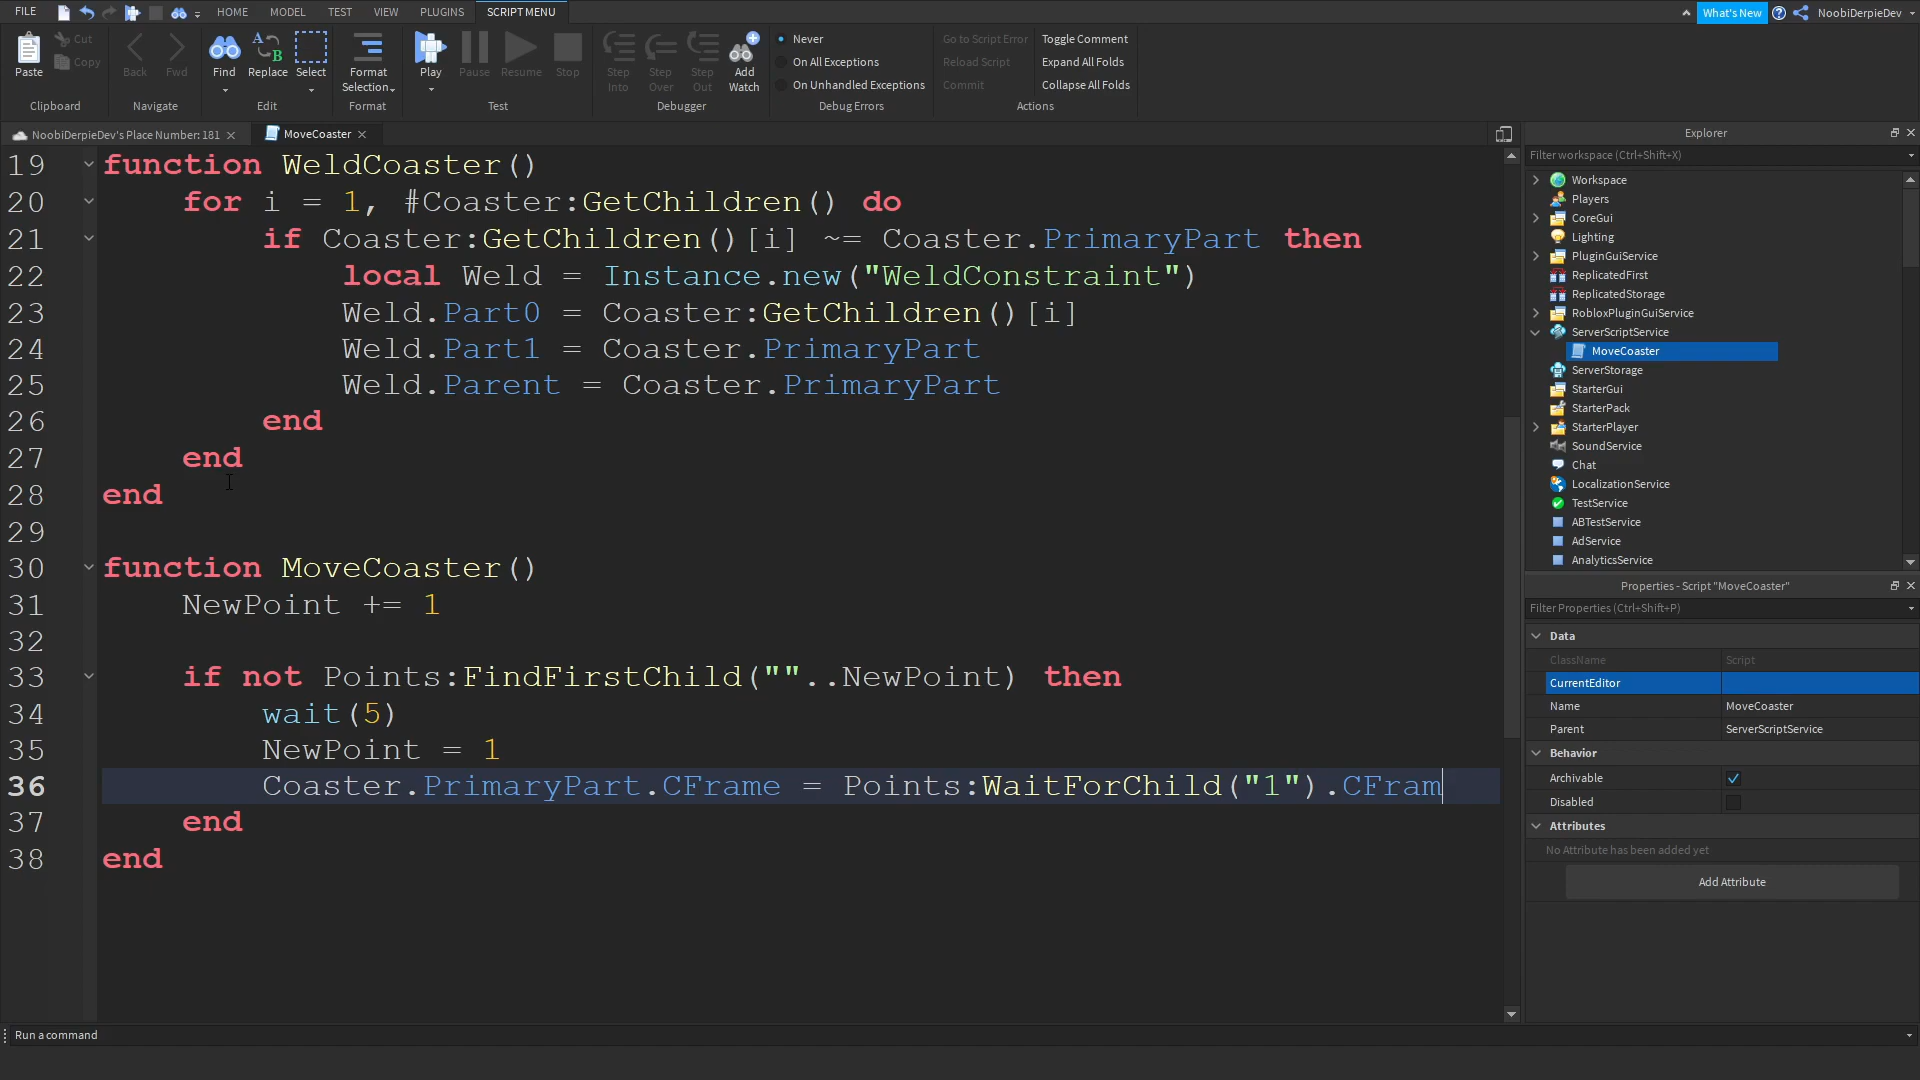 FILE HOME MODEL TEST VIEW PLUGINS SCRIPT MENU What's New NoobiDerpieDev
Paste Cut Copy Clipboard
Back Fwd Navigate
Find Replace Select Edit
Format Selection Format
Play Pause Resume Stop Test
Step Into Step Over Step Out Add Watch Debugger
Never
On All Exceptions
On Unhandled Exceptions
Debug Errors
Go to Script Error Toggle Comment
Reload Script Expand All Folds
Commit Collapse All Folds
Actions
NoobiDerpieDev's Place Number: 181 MoveCoaster
19 function WeldCoaster()
20 for i = 1, #Coaster:GetChildren() do
21 if Coaster:GetChildren()[i] ~= Coaster.PrimaryPart then
22 local Weld = Instance.new("WeldConstraint")
23 Weld.Part0 = Coaster:GetChildren()[i]
24 Weld.Part1 = Coaster.PrimaryPart
25 Weld.Parent = Coaster.PrimaryPart
26 end
27 end
28 end
29
30 function MoveCoaster()
31 NewPoint += 1
32
33 if not Points:FindFirstChild(""..NewPoint) then
34 wait(5)
35 NewPoint = 1
36 Coaster.PrimaryPart.CFrame = Points:WaitForChild("1").CFram
37 end
38 end
Explorer
Filter workspace (Ctrl+Shift+X)
Workspace
Players
CoreGui
Lighting
PluginGuiService
ReplicatedFirst
ReplicatedStorage
RobloxPluginGuiService
ServerScriptService
MoveCoaster
ServerStorage
StarterGui
StarterPack
StarterPlayer
SoundService
Chat
LocalizationService
TestService
ABTestService
AdService
AnalyticsService
Properties - Script "MoveCoaster"
Filter Properties (Ctrl+Shift+P)
Data
ClassName Script
CurrentEditor
Name MoveCoaster
Parent ServerScriptService
Behavior
Archivable
Disabled
Attributes
No Attribute has been added yet
Add Attribute
Run a command